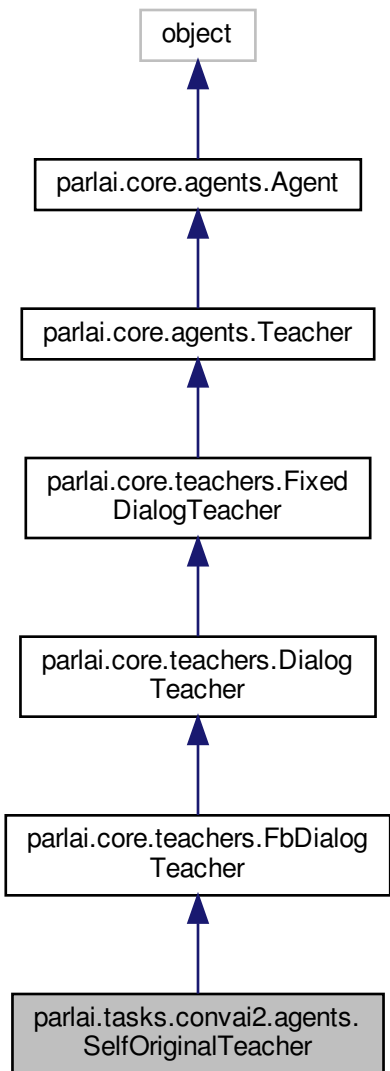 object
parlai.core.agents.Agent
parlai.core.agents.Teacher
parlai.core.teachers.Fixed
DialogTeacher
parlai.core.teachers.Dialog
Teacher
parlai.core.teachers.FbDialog
Teacher
parlai.tasks.convai2.agents.
SelfOriginalTeacher